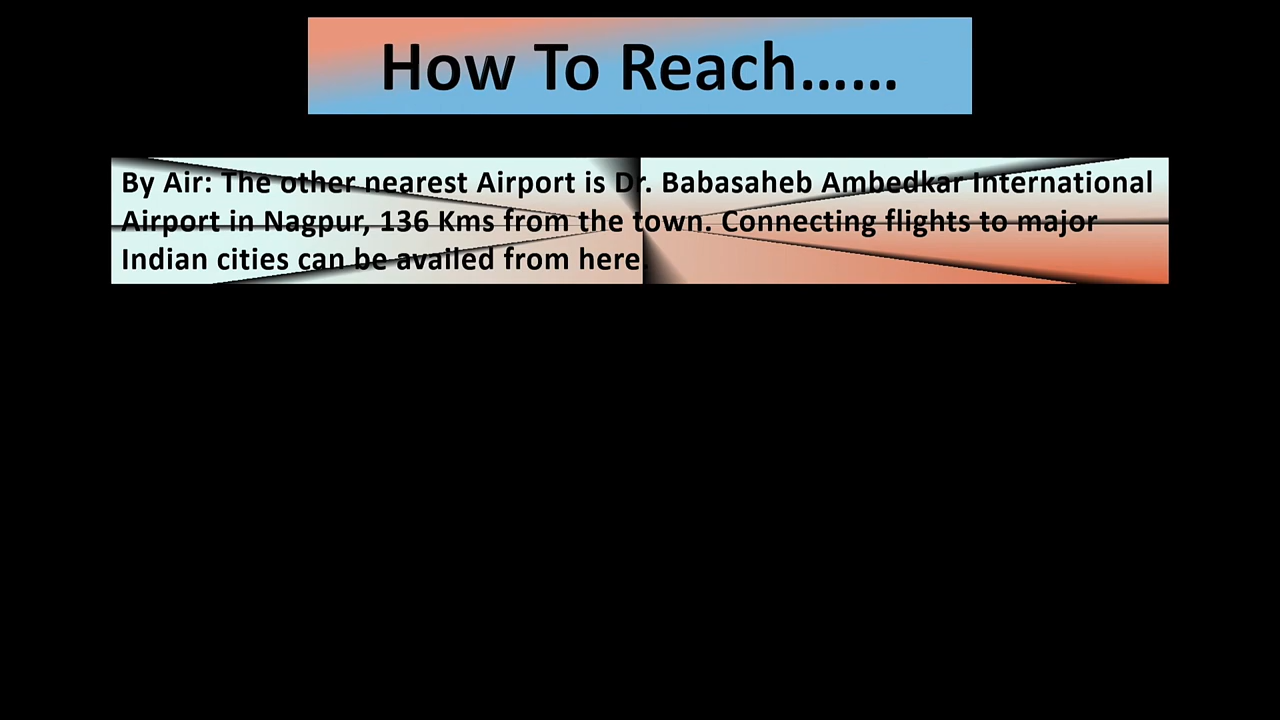 How To Reach......
By Air: The other nearest Airport is Dr. Babasaheb Ambedkar International
Airport in Nagpur, 136 Kms from the town. Connecting flights to major
Indian cities can be availed from here.